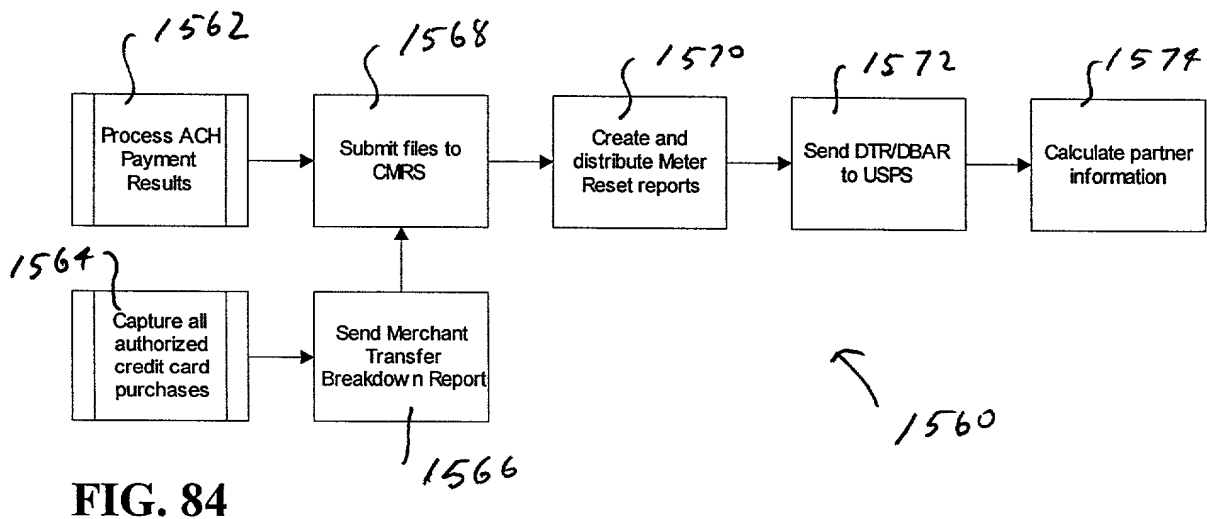 1562
1568
1570
1572
1574
Process ACH
Payment
Results
Submit files to
CMRS
Create and
distribute Meter
Reset reports
Send DTR/DBAR
to USPS
Calculate partner
information
1564
Capture all
authorized
credit card
purchases
Send Merchant
Transfer
Breakdown Report
1560
1566
FIG. 84